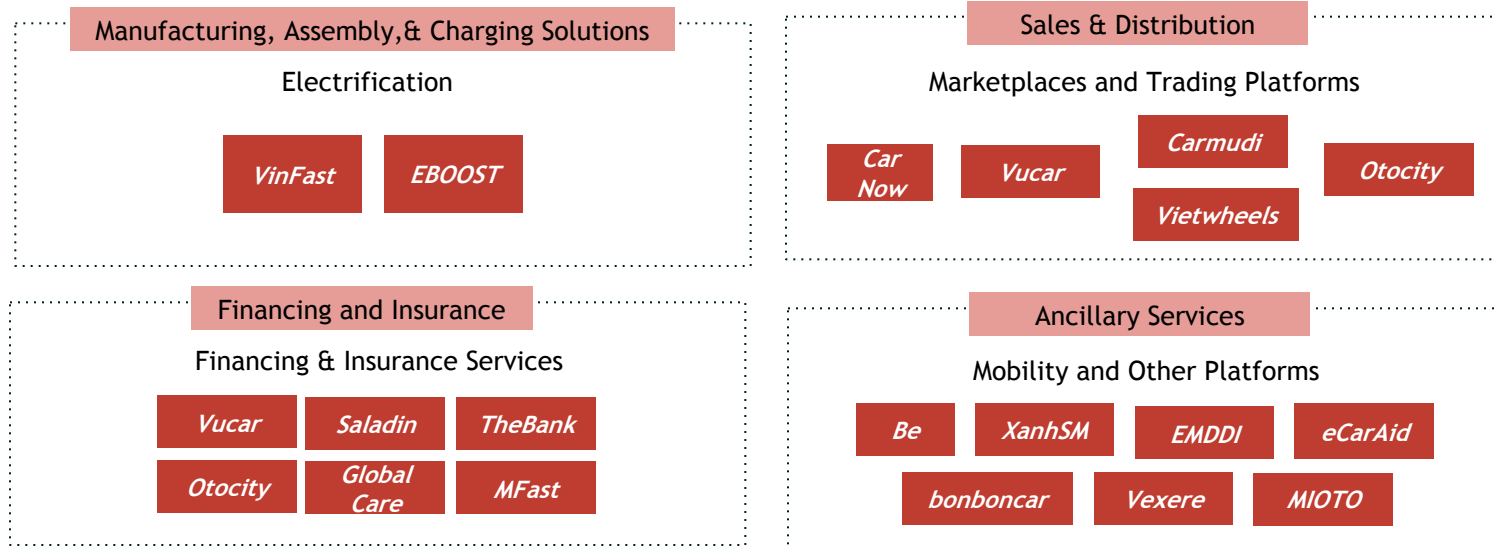 Manufacturing, Assembly,& Charging Solutions
Electrification
VinFast
EBOOST
Sales & Distribution
Marketplaces and Trading Platforms
Car
Now
Vucar
Carmudi
Vietwheels
Otocity
Financing and Insurance
Financing & Insurance Services
Vucar
Saladin
TheBank
Otocity
Global
Care
MFast
Ancillary Services
Mobility and Other Platforms
Be
XanhSM
EMDDI
eCarAid
bonboncar
Vexere
MIOTO